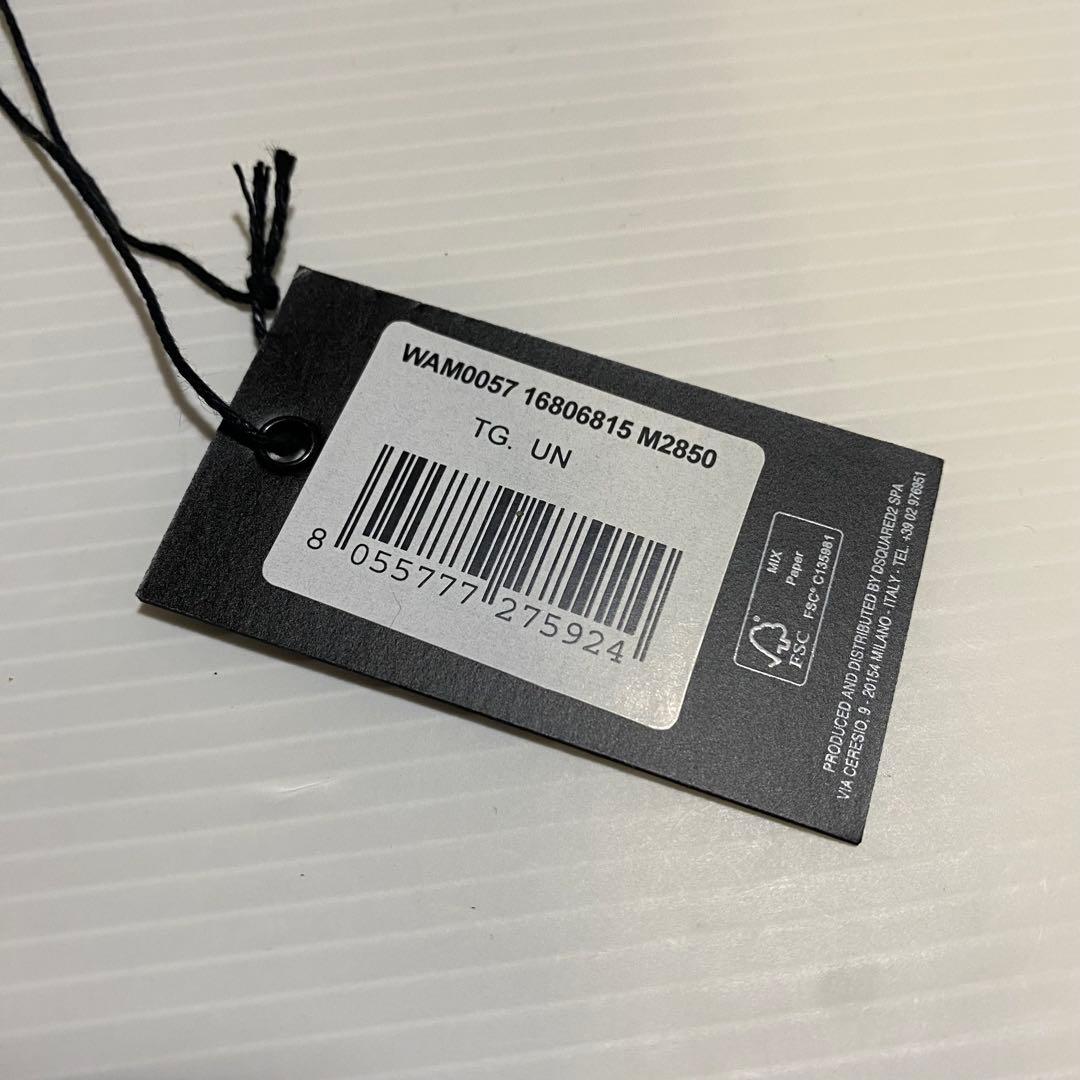 WAM0057 16806815 M2850
TG. UN
8 055777 275924
MIX
Paper
FSC® C135981
FSC
PRODUCED AND DISTRIBUTED BY DSQUARED2 SPA
VIA CERESIO, 9 - 20154 MILANO - ITALY - TEL. +39 02 976951